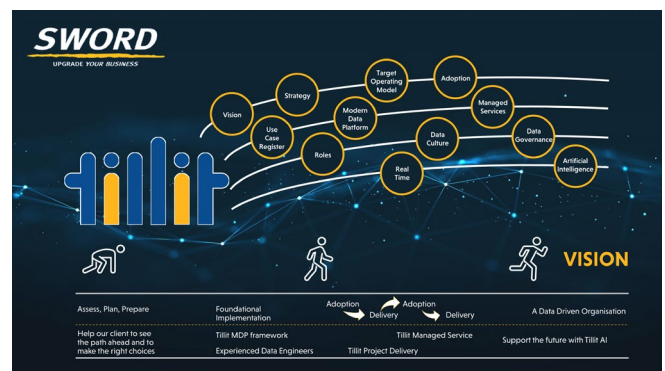 SWORD
UPGRADE YOUR BUSINESS
Vision
Strategy
Target
Operating
Model
Adoption
Use
Case
Register
Modern
Data
Platform
Managed
Services
Roles
Data
Culture
Data
Governance
Real
Time
Artificial
Intelligence
VISION
Assess, Plan, Prepare
Foundational
Implementation
Adoption
Delivery
Adoption
Delivery
A Data Driven Organisation
Help our client to see
the path ahead and to
make the right choices
Tillit MDP framework
Experienced Data Engineers
Tillit Managed Service
Tillit Project Delivery
Support the future with Tillit AI